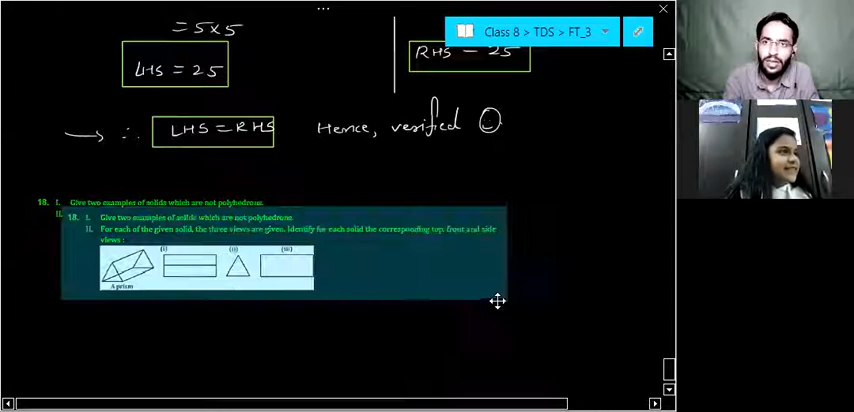 = 5 x 5
LHS = 25
RHS = 25
Class 8 > TDS > FT_3
∴ LHS = RHS
Hence, verified
18. I. Give two examples of solids which are not polyhedrons.
II.
18. I. Give two examples of solids which are not polyhedrons.
II. For each of the given solid, the three views are given. Identify for each solid the corresponding top, front and side
views :
(i) (ii) (iii)
A prism